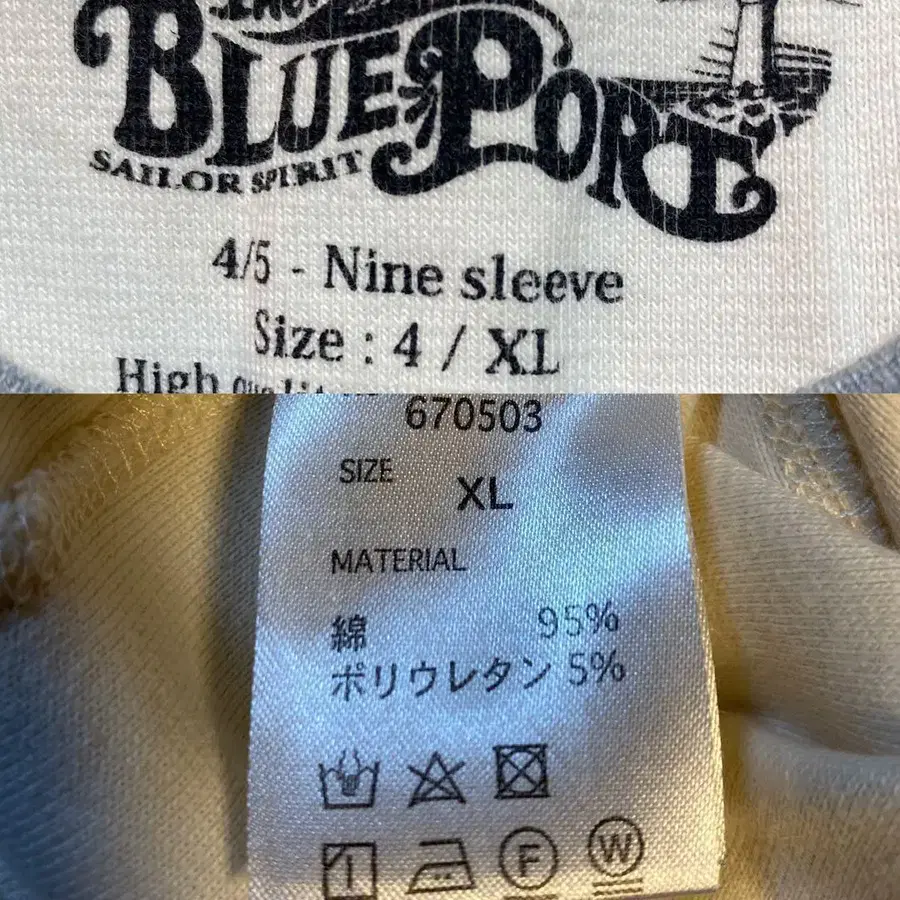 BLUE PORT
SAILOR SPIRIT
4/5 - Nine sleeve
Size : 4 / XL
High
670503
SIZE
XL
MATERIAL
綿 95%
ポリウレタン 5%
F
W